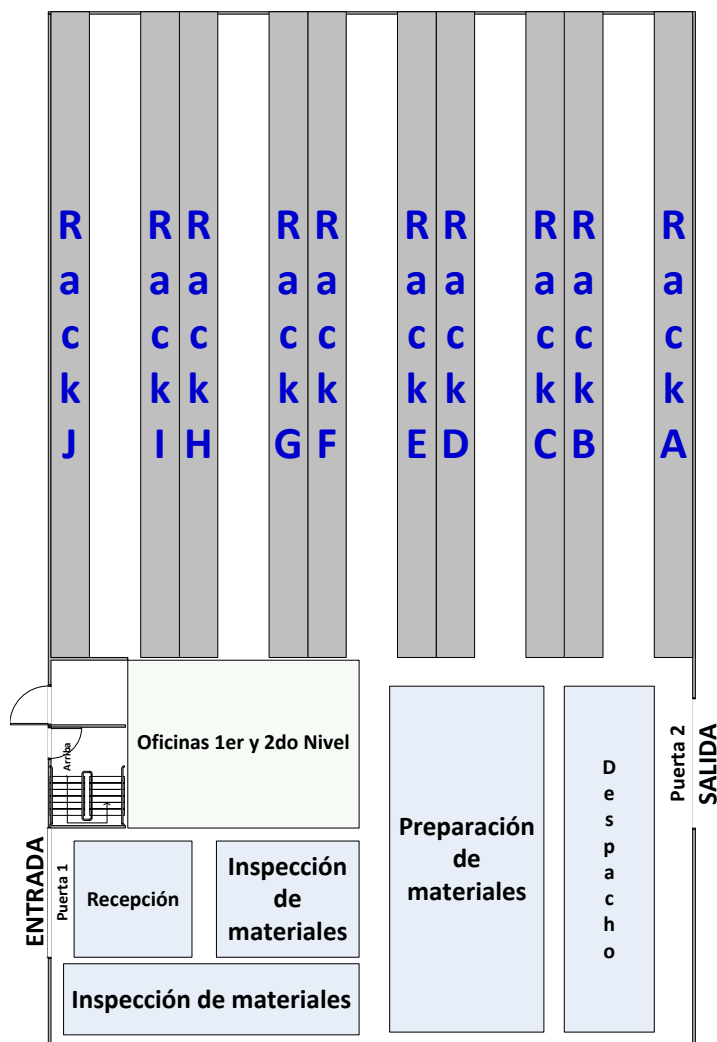 Rack J
Rack I
Rack H
Rack G
Rack F
Rack E
Rack D
Rack C
Rack B
Rack A
Oficinas 1er y 2do Nivel
Arriba
Preparación
de
materiales
Despacho
Puerta 2
SALIDA
ENTRADA
Puerta 1
Recepción
Inspección
de
materiales
Inspección de materiales